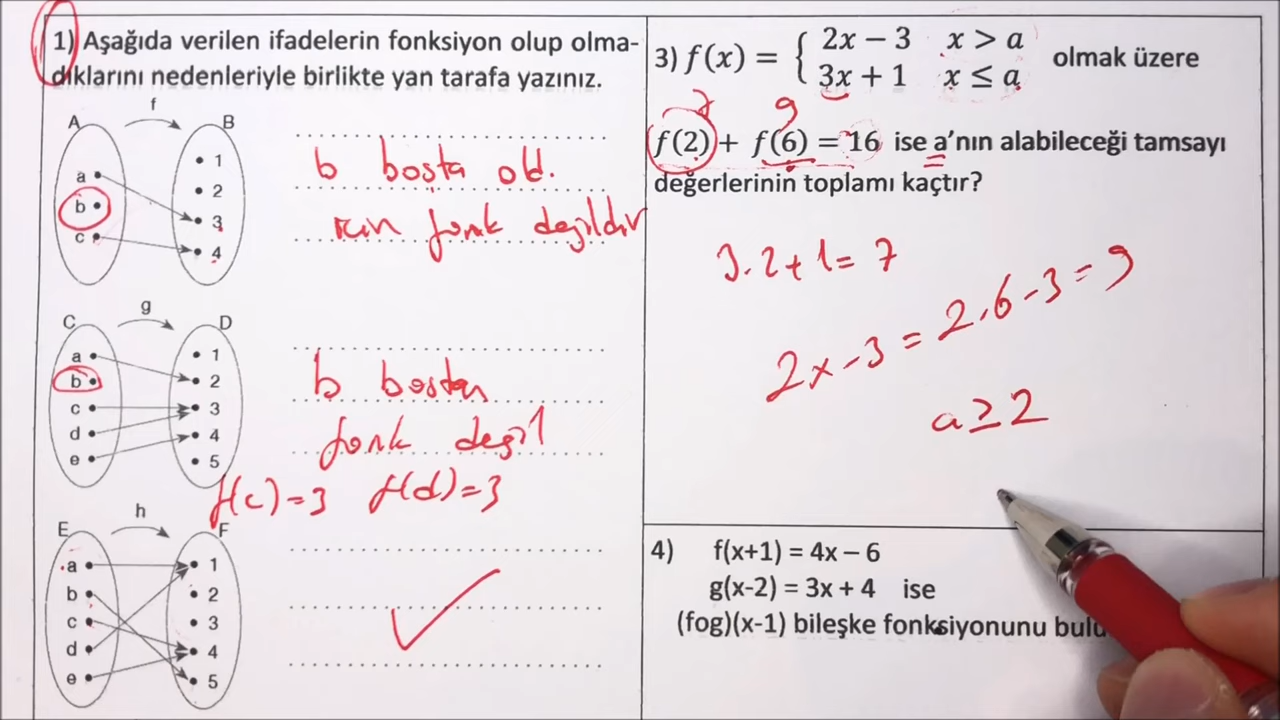 1) Aşağıda verilen ifadelerin fonksiyon olup olma-
dıklarını nedenleriyle birlikte yan tarafa yazınız.
f
A B
a
b
c
1
2
3
4
b boşta old.
için fonk değildir
g
C D
a
b
c
d
e
1
2
3
4
5
b boşta
fonk değil
f(c)=3 f(d)=3
h
E F
a
b
c
d
e
1
2
3
4
5
3) f(x) = { 2x − 3 x > a
3x + 1 x ≤ a olmak üzere
7 9
f(2) + f(6) = 16 ise a'nın alabileceği tamsayı
değerlerinin toplamı kaçtır?
3.2+1=7
2x-3=2.6-3=9
a≥2
4) f(x+1) = 4x – 6
g(x-2) = 3x + 4 ise
(fog)(x-1) bileşke fonksiyonunu